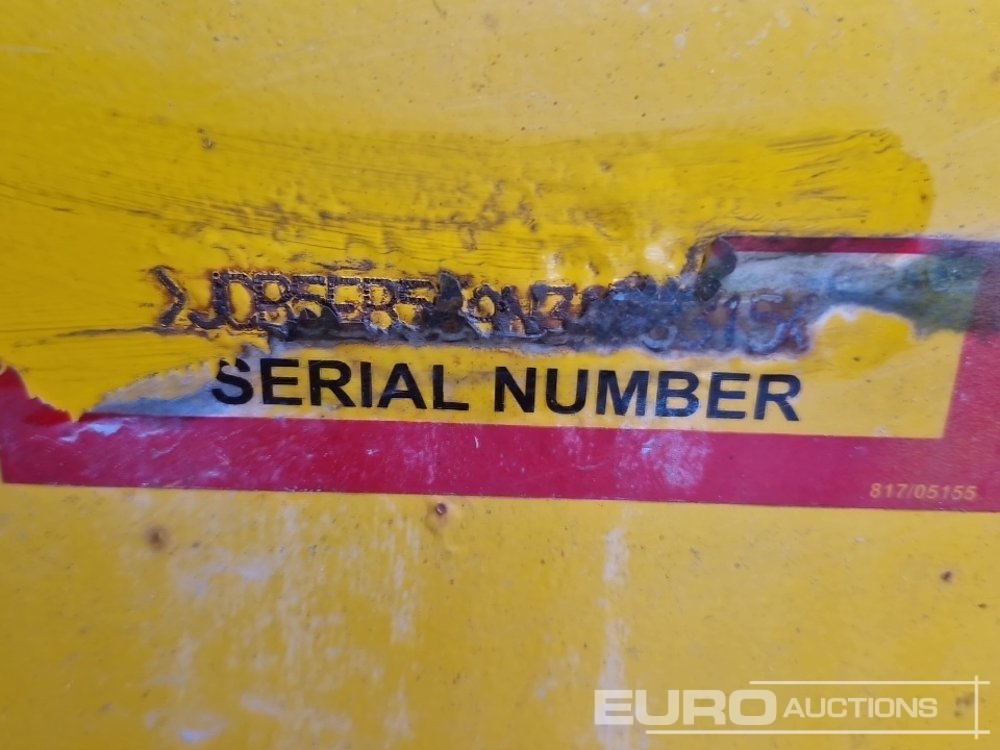 SERIAL NUMBER
817/05155
EURO AUCTIONS